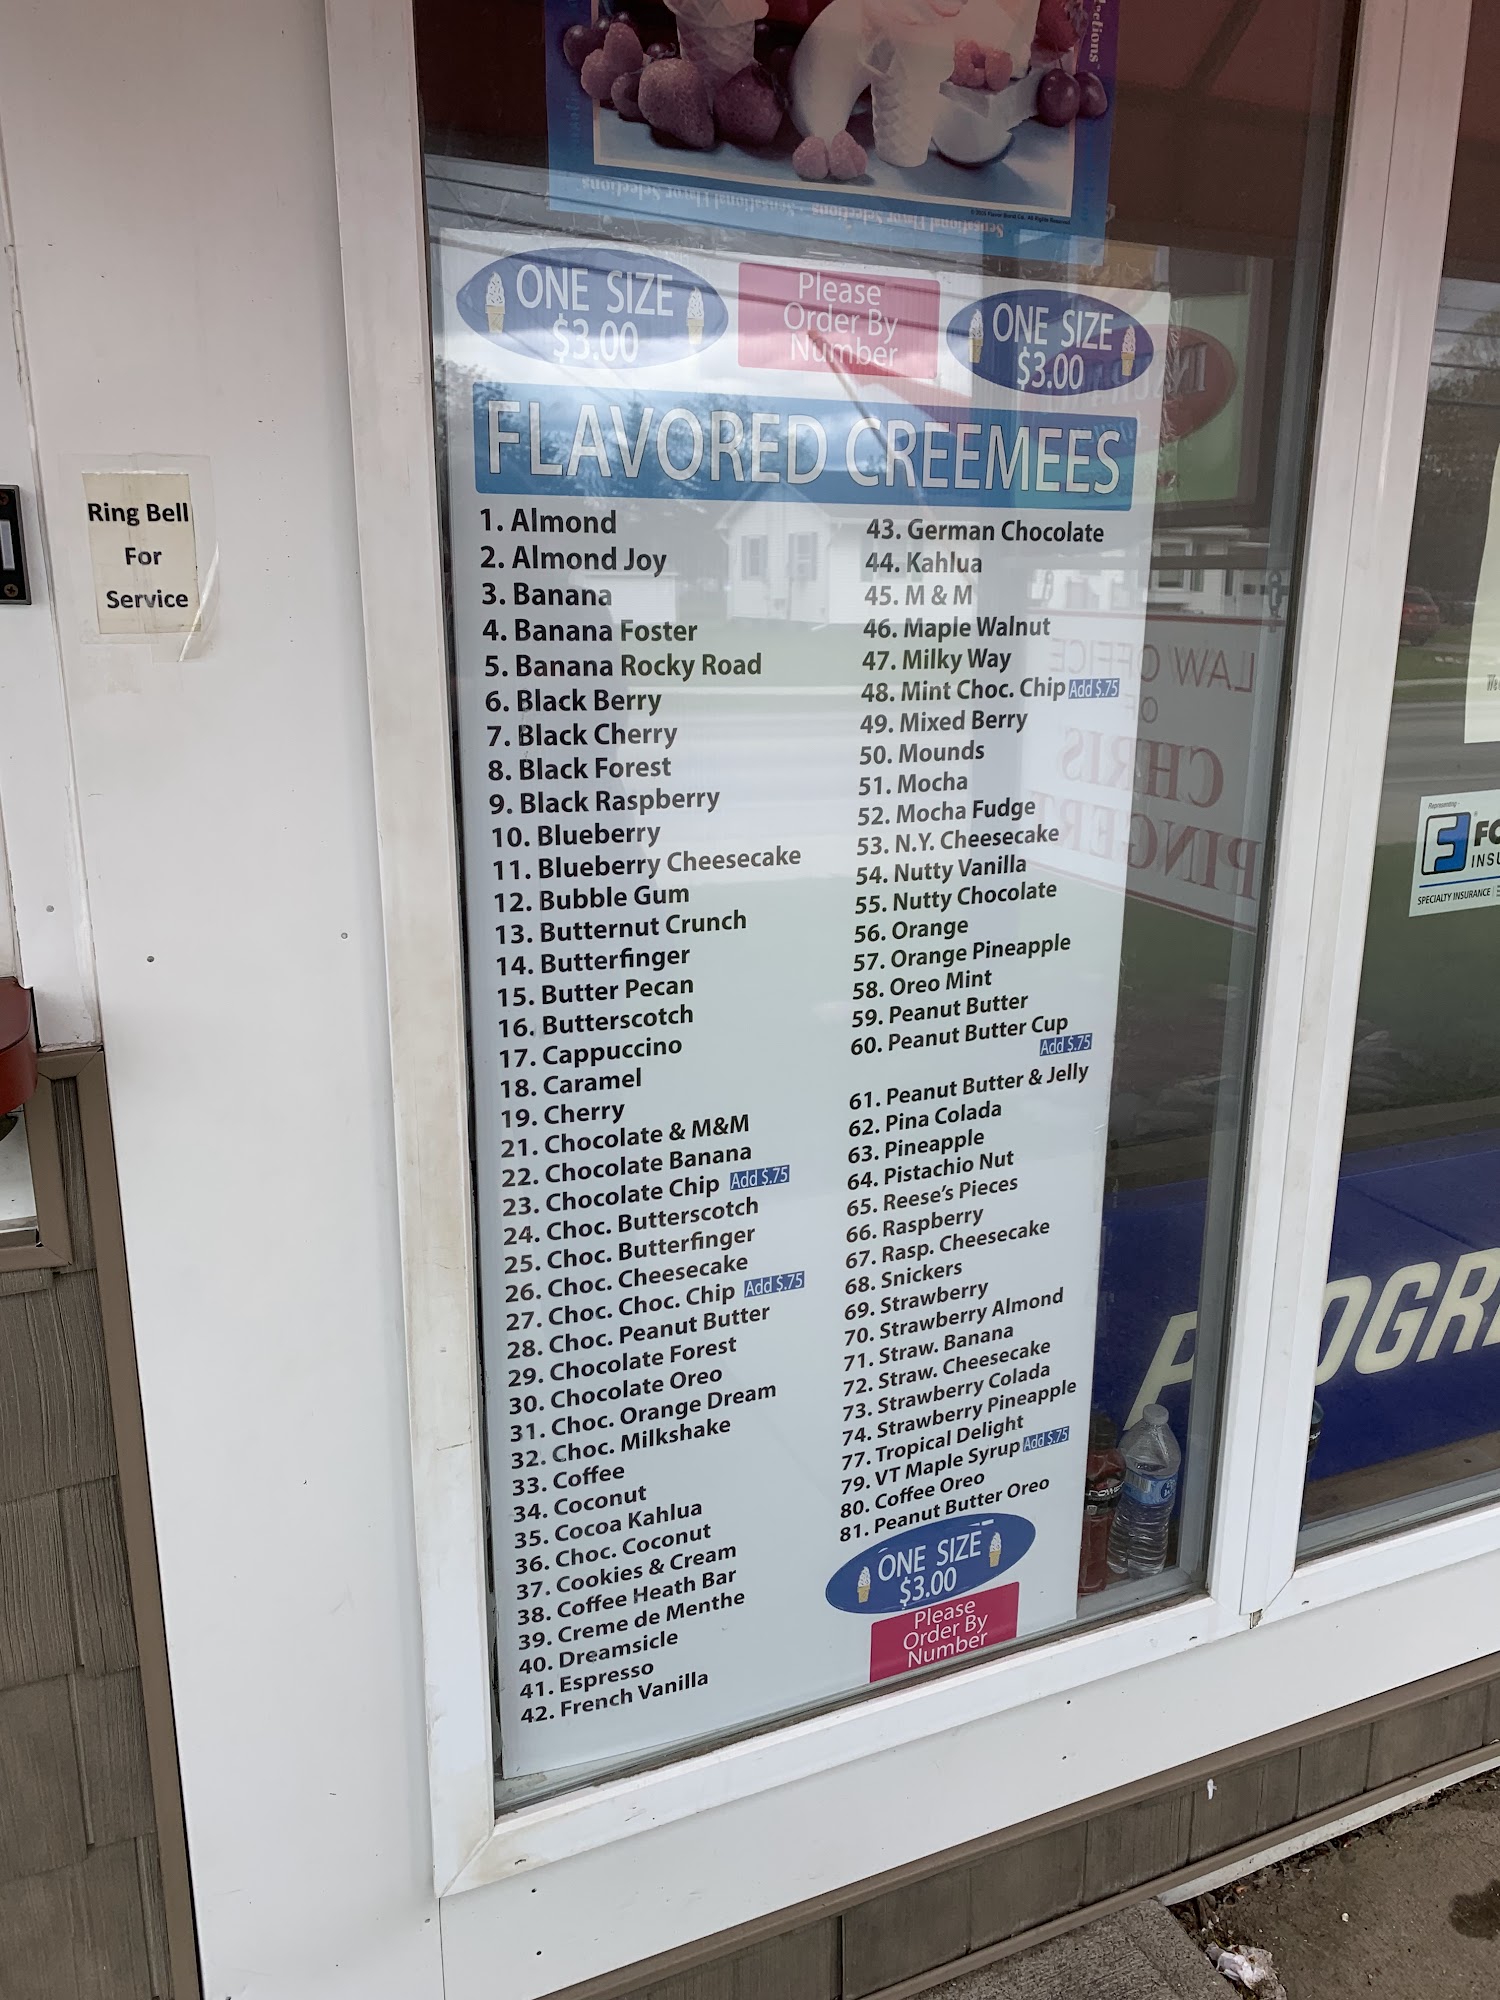 Sensational Flavor Selections
ONE SIZE
$3.00
Please
Order By
Number
ONE SIZE
$3.00
FLAVORED CREEMEES
1. Almond
2. Almond Joy
3. Banana
4. Banana Foster
5. Banana Rocky Road
6. Black Berry
7. Black Cherry
8. Black Forest
9. Black Raspberry
10. Blueberry
11. Blueberry Cheesecake
12. Bubble Gum
13. Butternut Crunch
14. Butterfinger
15. Butter Pecan
16. Butterscotch
17. Cappuccino
18. Caramel
19. Cherry
21. Chocolate & M&M
22. Chocolate Banana
23. Chocolate Chip Add $.75
24. Choc. Butterscotch
25. Choc. Butterfinger
26. Choc. Cheesecake
27. Choc. Choc. Chip Add $.75
28. Choc. Peanut Butter
29. Chocolate Forest
30. Chocolate Oreo
31. Choc. Orange Dream
32. Choc. Milkshake
33. Coffee
34. Coconut
35. Cocoa Kahlua
36. Choc. Coconut
37. Cookies & Cream
38. Coffee Heath Bar
39. Creme de Menthe
40. Dreamsicle
41. Espresso
42. French Vanilla
43. German Chocolate
44. Kahlua
45. M & M
46. Maple Walnut
47. Milky Way
48. Mint Choc. Chip Add $.75
49. Mixed Berry
50. Mounds
51. Mocha
52. Mocha Fudge
53. N.Y. Cheesecake
54. Nutty Vanilla
55. Nutty Chocolate
56. Orange
57. Orange Pineapple
58. Oreo Mint
59. Peanut Butter
60. Peanut Butter Cup
Add $.75
61. Peanut Butter & Jelly
62. Pina Colada
63. Pineapple
64. Pistachio Nut
65. Reese's Pieces
66. Raspberry
67. Rasp. Cheesecake
68. Snickers
69. Strawberry
70. Strawberry Almond
71. Straw. Banana
72. Straw. Cheesecake
73. Strawberry Colada
74. Strawberry Pineapple
77. Tropical Delight
79. VT Maple Syrup Add $.75
80. Coffee Oreo
81. Peanut Butter Oreo
ONE SIZE
$3.00
Please
Order By
Number
Ring Bell
For
Service
LAW OFFICE
OF
CHRIS
Representing
SPECIALTY INSURANCE